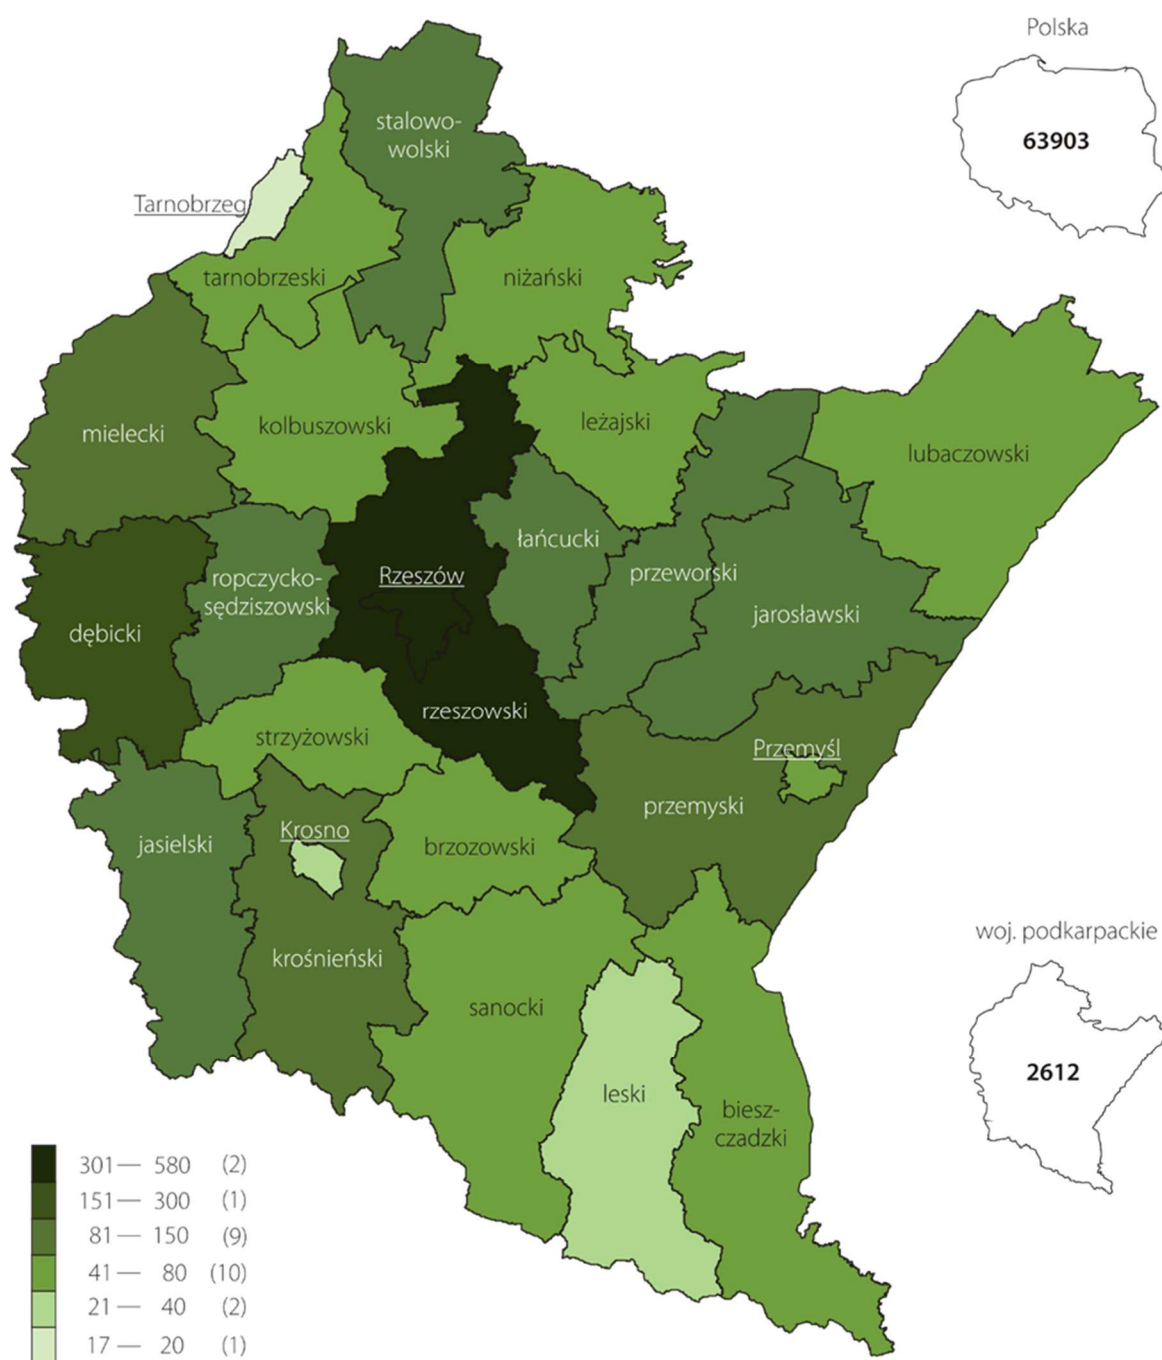 Polska
63903
stalowo-
wolski
Tarnobrzeg
tarnobrzeski
niżański
mielecki
kolbuszowski
leżajski
lubaczowski
łańcucki
przeworski
ropczycko-
sędziszowski
Rzeszów
jarosławski
dębicki
rzeszowski
strzyżowski
Przemyśl
przemyski
jasielski
Krosno
brzozowski
krośnieński
sanocki
leski
biesz-
czadzki
woj. podkarpackie
2612
301 — 580 (2)
151 — 300 (1)
81 — 150 (9)
41 — 80 (10)
21 — 40 (2)
17 — 20 (1)